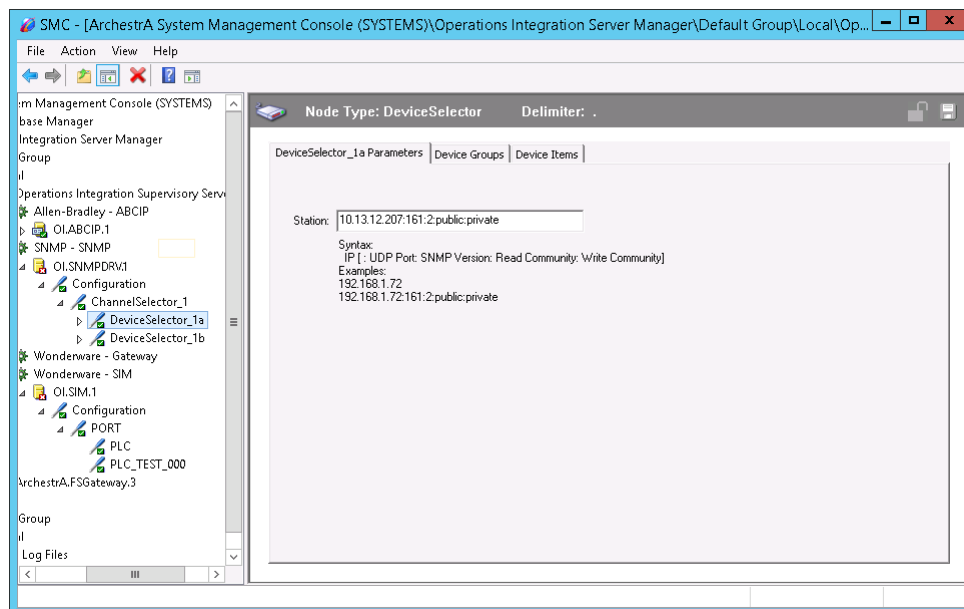 SMC - [ArchestrA System Management Console (SYSTEMS)\Operations Integration Server Manager\Default Group\Local\Op...
File Action View Help
:m Management Console (SYSTEMS)
base Manager
Integration Server Manager
Group
al
Operations Integration Supervisory Serve
Allen-Bradley - ABCIP
OI.ABCIP.1
SNMP - SNMP
OI.SNMPDRV.1
Configuration
ChannelSelector_1
DeviceSelector_1a
DeviceSelector_1b
Wonderware - Gateway
Wonderware - SIM
OI.SIM.1
Configuration
PORT
PLC
PLC_TEST_000
ArchestrA.FSGateway.3
Group
al
Log Files
Node Type: DeviceSelector Delimiter: .
DeviceSelector_1a Parameters Device Groups Device Items
Station: 10.13.12.207:161:2:public:private
Syntax:
IP [ : UDP Port: SNMP Version: Read Community: Write Community]
Examples:
192.168.1.72
192.168.1.72:161:2:public:private